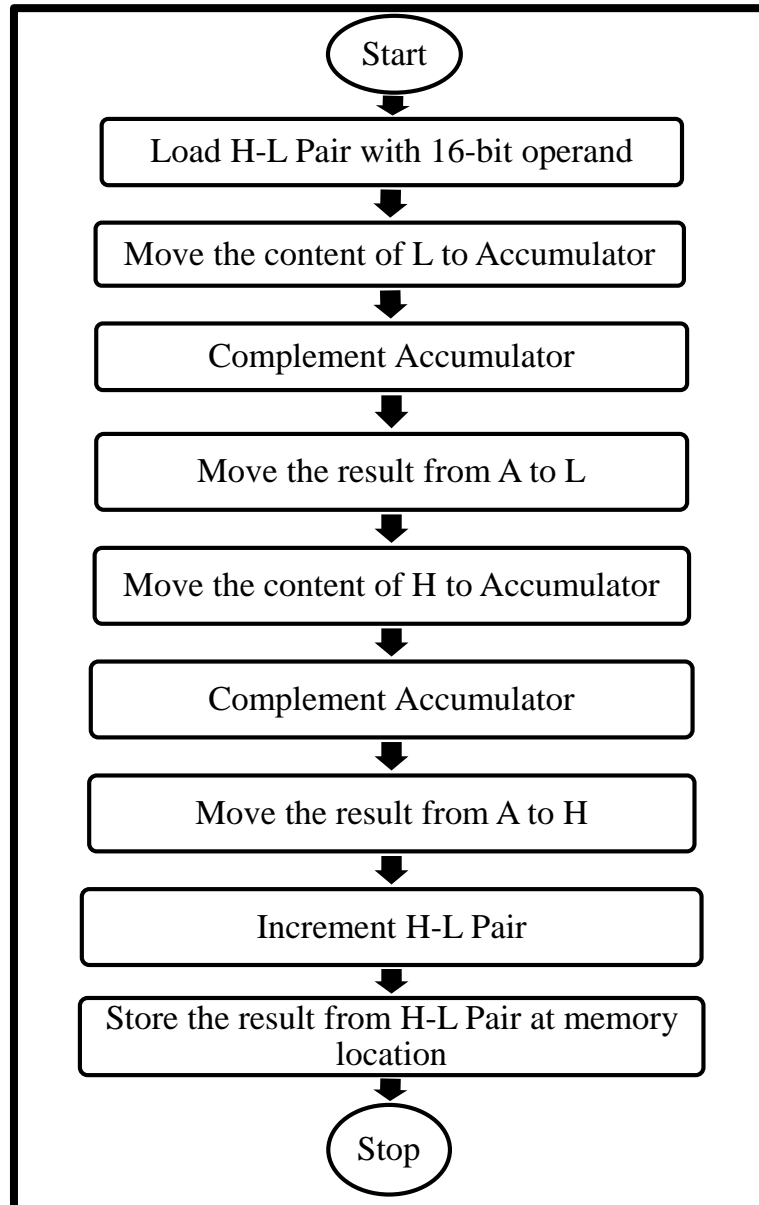 Start
Load H-L Pair with 16-bit operand
Move the content of L to Accumulator
Complement Accumulator
Move the result from A to L
Move the content of H to Accumulator
Complement Accumulator
Move the result from A to H
Increment H-L Pair
Store the result from H-L Pair at memory
location
Stop